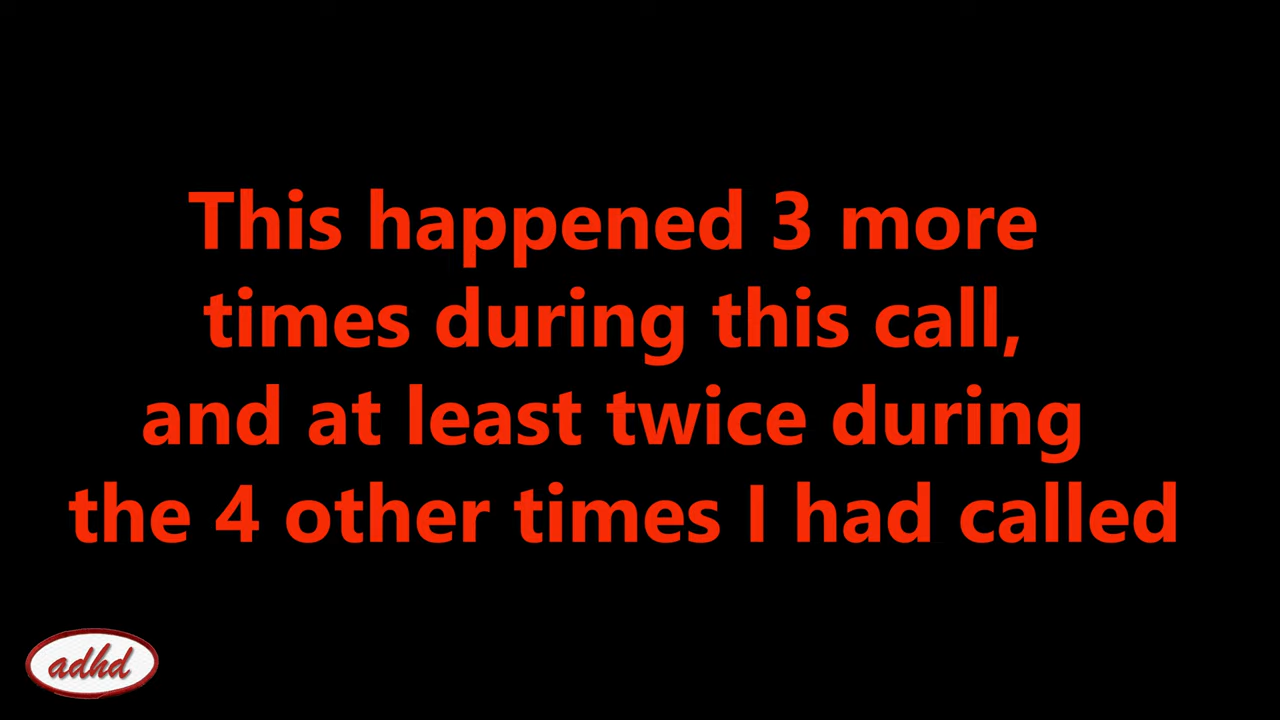 This happened 3 more
times during this call,
and at least twice during
the 4 other times I had called
adhd